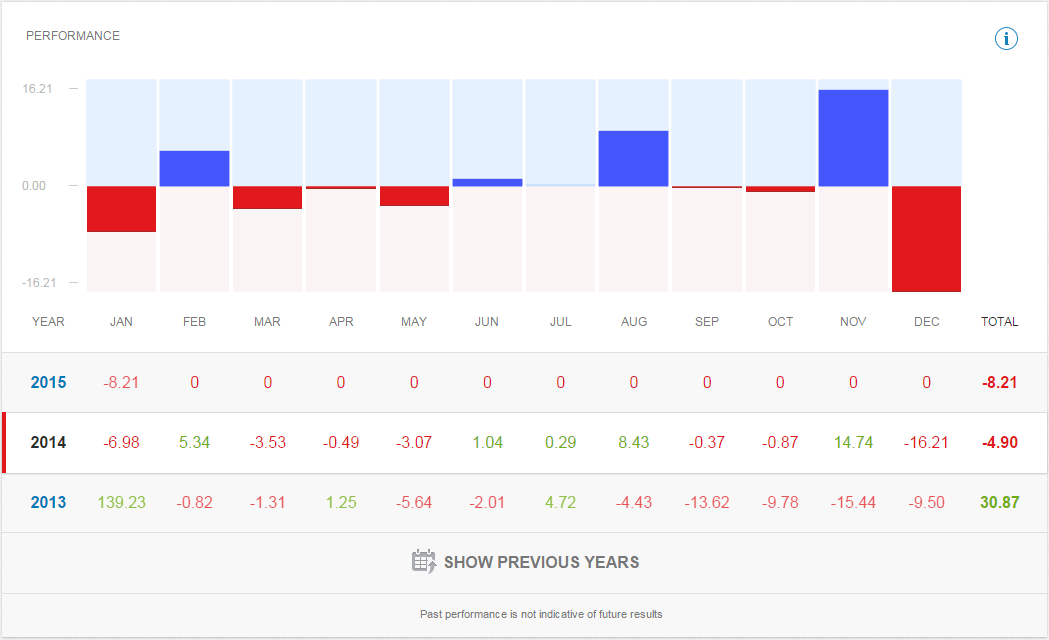 PERFORMANCE
i
16.21
0.00
-16.21
YEAR JAN FEB MAR APR MAY JUN JUL AUG SEP OCT NOV DEC TOTAL
2015 -8.21 0 0 0 0 0 0 0 0 0 0 0 -8.21
2014 -6.98 5.34 -3.53 -0.49 -3.07 1.04 0.29 8.43 -0.37 -0.87 14.74 -16.21 -4.90
2013 139.23 -0.82 -1.31 1.25 -5.64 -2.01 4.72 -4.43 -13.62 -9.78 -15.44 -9.50 30.87
SHOW PREVIOUS YEARS
Past performance is not indicative of future results